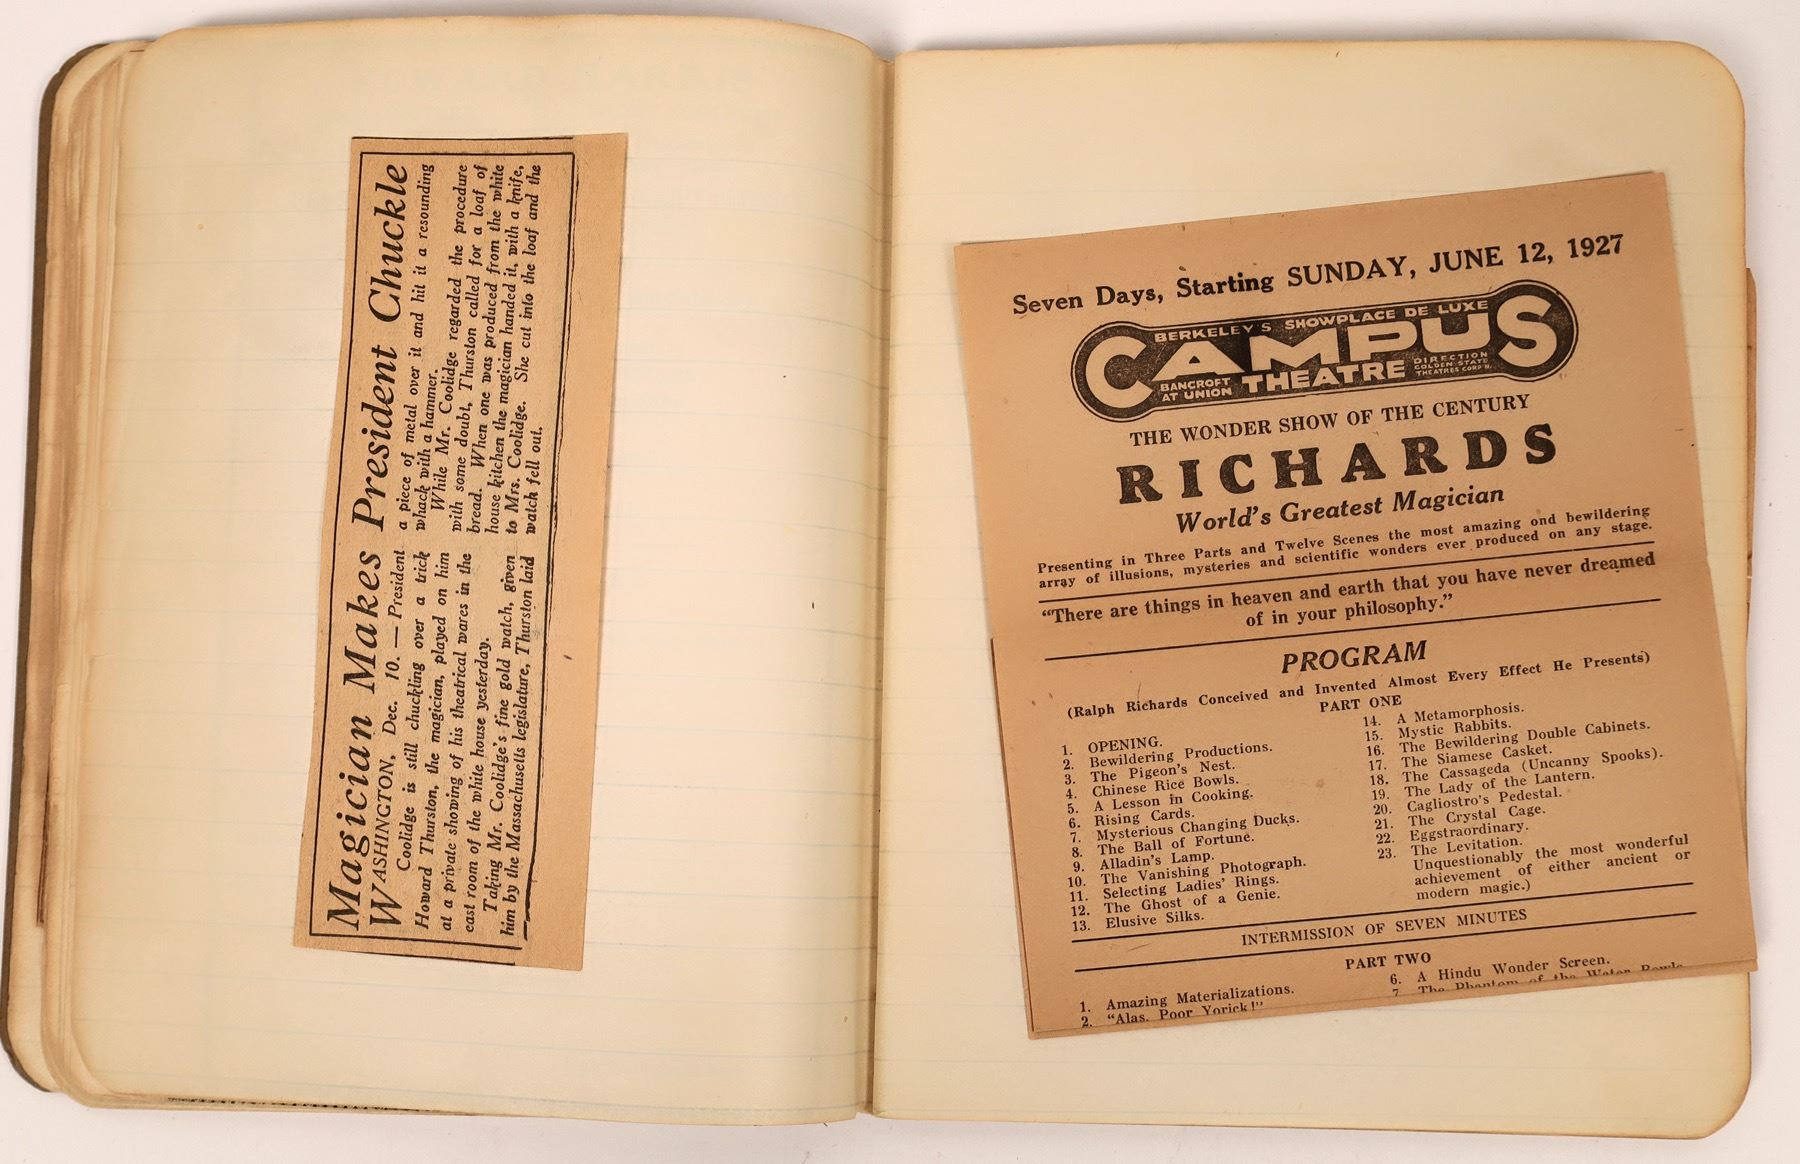 Magician Makes President Chuckle
WASHINGTON, Dec. 10. — President
Coolidge is still chuckling over a trick
Howard Thurston, the magician, played on him
at a private showing of his theatrical wares in the
east room of the white house yesterday.
Taking Mr. Coolidge's fine gold watch, given
him by the Massachusetts legislature, Thurston laid
a piece of metal over it and hit it a resounding
whack with a hammer.
While Mr. Coolidge regarded the procedure
with some doubt, Thurston called for a loaf of
bread. When one was produced from the white
house kitchen the magician handed it, with a knife,
to Mrs. Coolidge. She cut into the loaf and the
watch fell out.
Seven Days, Starting SUNDAY, JUNE 12, 1927
BERKELEY'S SHOWPLACE DE LUXE
CAMPUS
BANCROFT
AT UNION
THEATRE
DIRECTION
GOLDEN STATE
THEATRES CORP'N.
THE WONDER SHOW OF THE CENTURY
RICHARDS
World's Greatest Magician
Presenting in Three Parts and Twelve Scenes the most amazing ond bewildering
array of illusions, mysteries and scientific wonders ever produced on any stage.
"There are things in heaven and earth that you have never dreamed
of in your philosophy."
PROGRAM
(Ralph Richards Conceived and Invented Almost Every Effect He Presents)
PART ONE
1. OPENING.
2. Bewildering Productions.
3. The Pigeon's Nest.
4. Chinese Rice Bowls.
5. A Lesson in Cooking.
6. Rising Cards.
7. Mysterious Changing Ducks.
8. The Ball of Fortune.
9. Alladin's Lamp.
10. The Vanishing Photograph.
11. Selecting Ladies' Rings.
12. The Ghost of a Genie.
13. Elusive Silks.
14. A Metamorphosis.
15. Mystic Rabbits.
16. The Bewildering Double Cabinets.
17. The Siamese Casket.
18. The Cassageda (Uncanny Spooks).
19. The Lady of the Lantern.
20. Cagliostro's Pedestal.
21. The Crystal Cage.
22. Eggstraordinary.
23. The Levitation.
Unquestionably the most wonderful
achievement of either ancient or
modern magic.)
INTERMISSION OF SEVEN MINUTES
PART TWO
1. Amazing Materializations.
2. "Alas, Poor Yorick!"
6. A Hindu Wonder Screen.
7 The Phantom of the Water Bowls